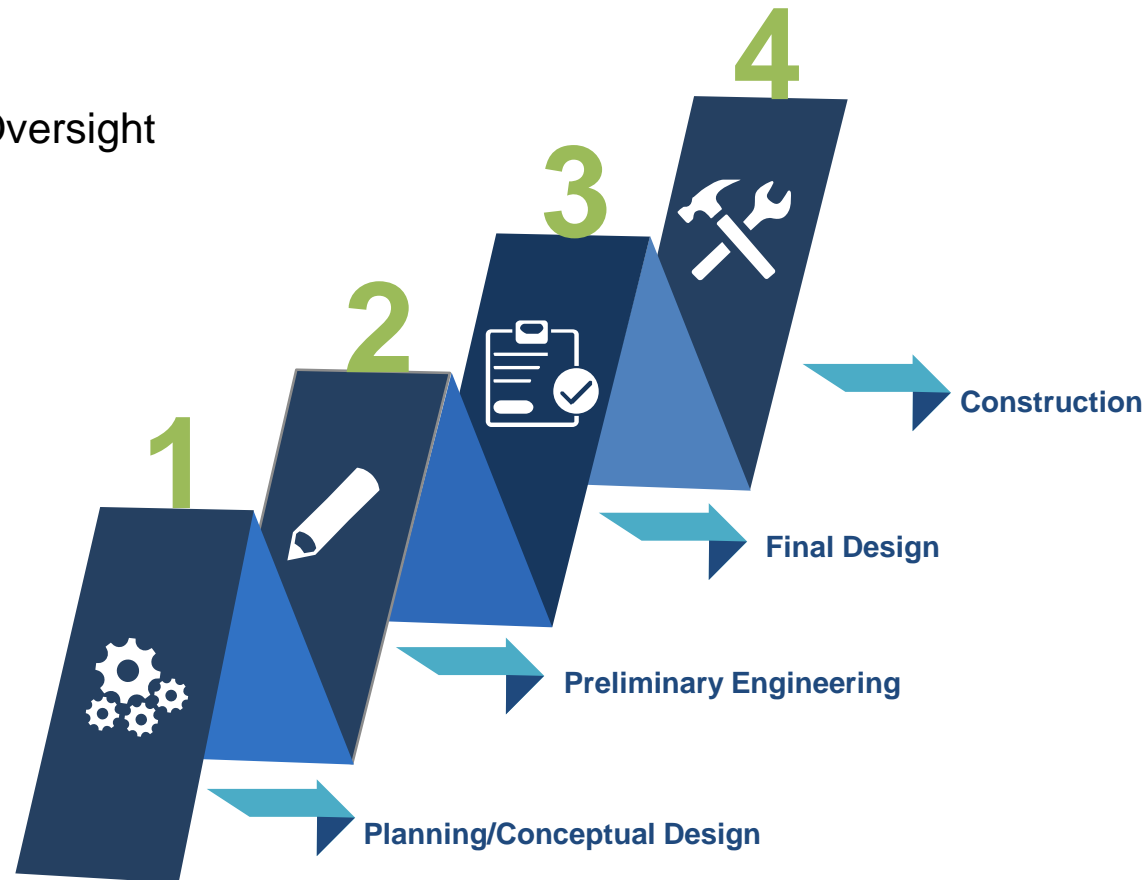 4
Oversight
3
2
Construction
1
Final Design
Preliminary Engineering
Planning/Conceptual Design